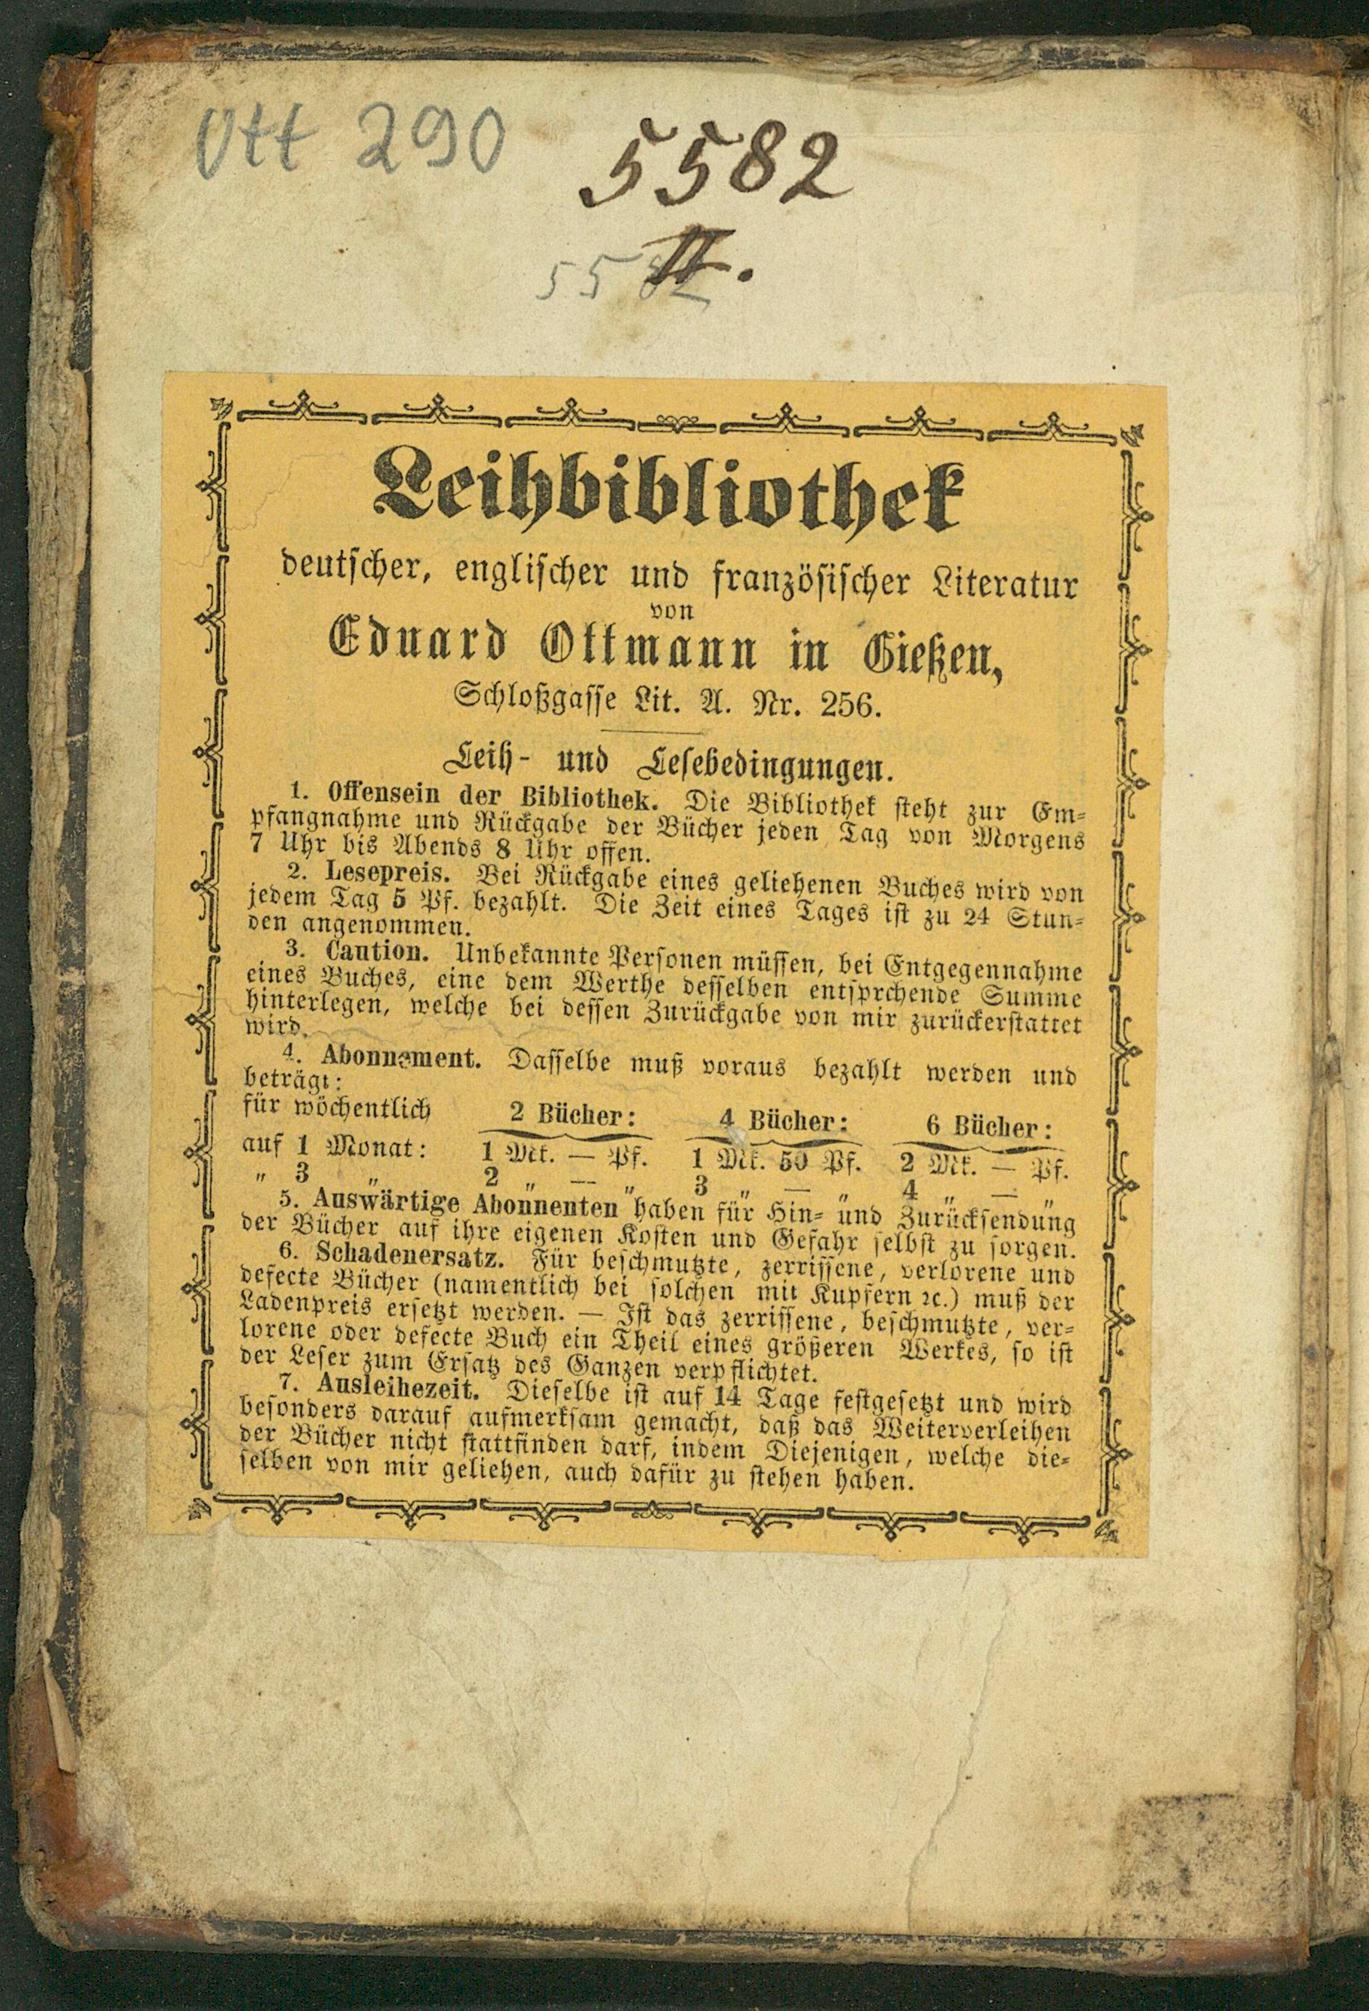 Ott 290
5582
II.
5582
Leihbibliothek
deutscher, englischer und französischer Literatur
von
Eduard Ottmann in Gießen,
Schloßgasse Lit. A. Nr. 256.
Leih- und Lesebedingungen.
1. Offensein der Bibliothek. Die Bibliothek steht zur Em-
pfangnahme und Rückgabe der Bücher jeden Tag von Morgens
7 Uhr bis Abends 8 Uhr offen.
2. Lesepreis. Bei Rückgabe eines geliehenen Buches wird von
jedem Tag 5 Pf. bezahlt. Die Zeit eines Tages ist zu 24 Stun-
den angenommen.
3. Caution. Unbekannte Personen müssen, bei Entgegennahme
eines Buches, eine dem Werthe desselben entsprchende Summe
hinterlegen, welche bei dessen Zurückgabe von mir zurückerstattet
wird.
4. Abonnement. Dasselbe muß voraus bezahlt werden und
beträgt:
für wöchentlich 2 Bücher: 4 Bücher: 6 Bücher:
auf 1 Monat: 1 Mk. — Pf. 1 Mk. 50 Pf. 2 Mk. — Pf.
" 3 " 2 " — " 3 " — " 4 " — "
5. Auswärtige Abonnenten haben für Hin- und Zurücksendung
der Bücher auf ihre eigenen Kosten und Gefahr selbst zu sorgen.
6. Schadenersatz. Für beschmutzte, zerrissene, verlorene und
defecte Bücher (namentlich bei solchen mit Kupfern ꝛc.) muß der
Ladenpreis ersetzt werden. — Ist das zerrissene, beschmutzte, ver-
lorene oder defecte Buch ein Theil eines größeren Werkes, so ist
der Leser zum Ersatz des Ganzen verpflichtet.
7. Ausleihezeit. Dieselbe ist auf 14 Tage festgesetzt und wird
besonders darauf aufmerksam gemacht, daß das Weiterverleihen
der Bücher nicht stattfinden darf, indem Diejenigen, welche die-
selben von mir geliehen, auch dafür zu stehen haben.